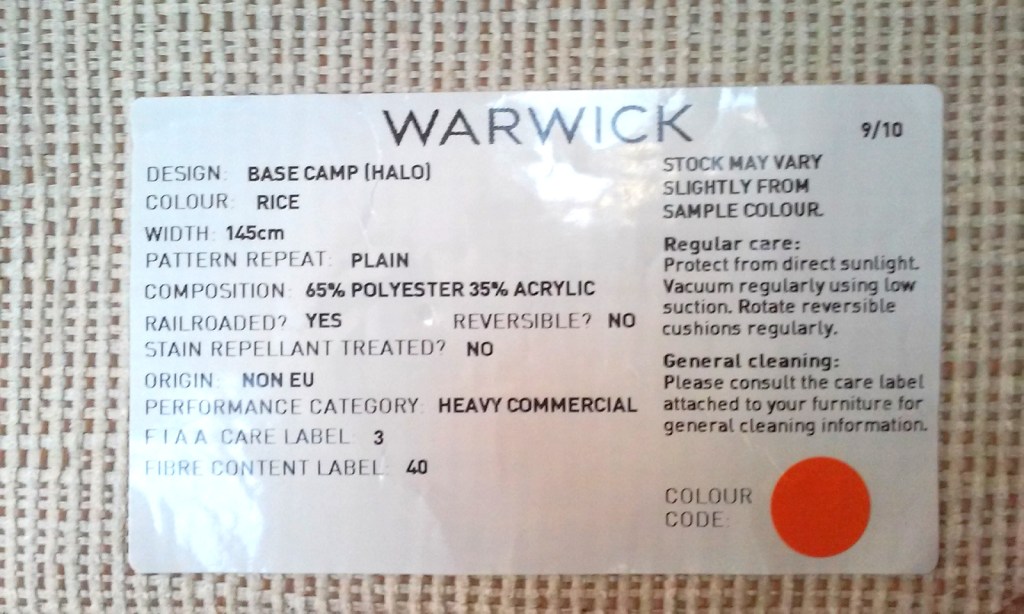 WARWICK
9/10
DESIGN: BASE CAMP (HALO)
COLOUR: RICE
WIDTH: 145cm
PATTERN REPEAT: PLAIN
COMPOSITION: 65% POLYESTER 35% ACRYLIC
RAILROADED? YES REVERSIBLE? NO
STAIN REPELLANT TREATED? NO
ORIGIN: NON EU
PERFORMANCE CATEGORY: HEAVY COMMERCIAL
F.I.A.A. CARE LABEL: 3
FIBRE CONTENT LABEL: 40
STOCK MAY VARY
SLIGHTLY FROM
SAMPLE COLOUR.
Regular care:
Protect from direct sunlight.
Vacuum regularly using low
suction. Rotate reversible
cushions regularly.
General cleaning:
Please consult the care label
attached to your furniture for
general cleaning information.
COLOUR
CODE: